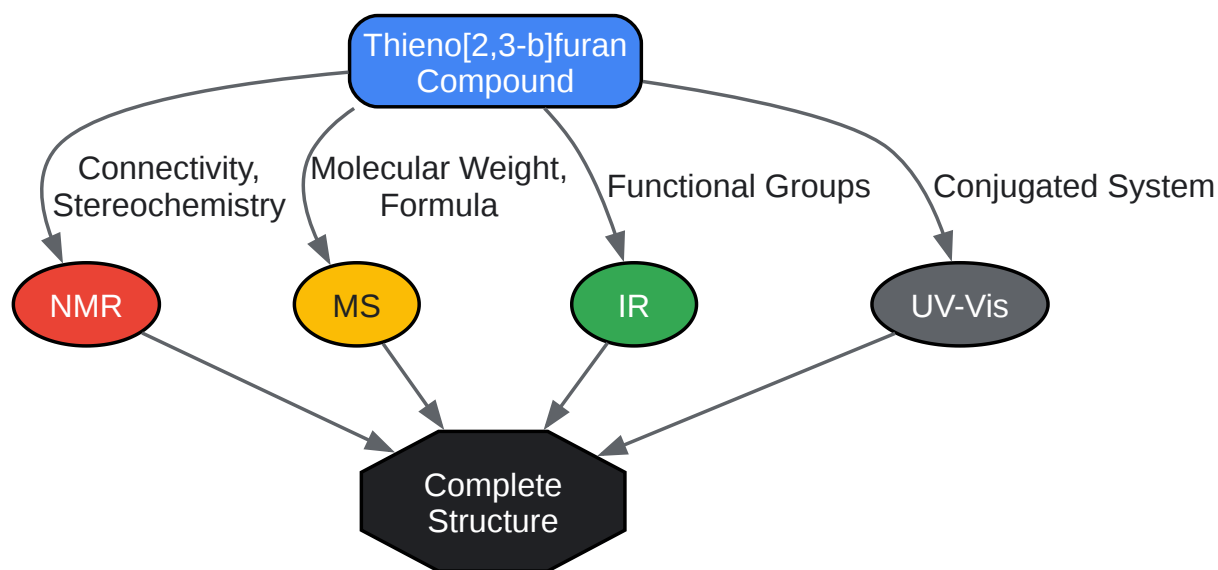 Thieno[2,3-b]furan
Compound
Connectivity,
Stereochemistry
Molecular Weight,
Formula
Functional Groups
Conjugated System
NMR
MS
IR
UV-Vis
Complete
Structure